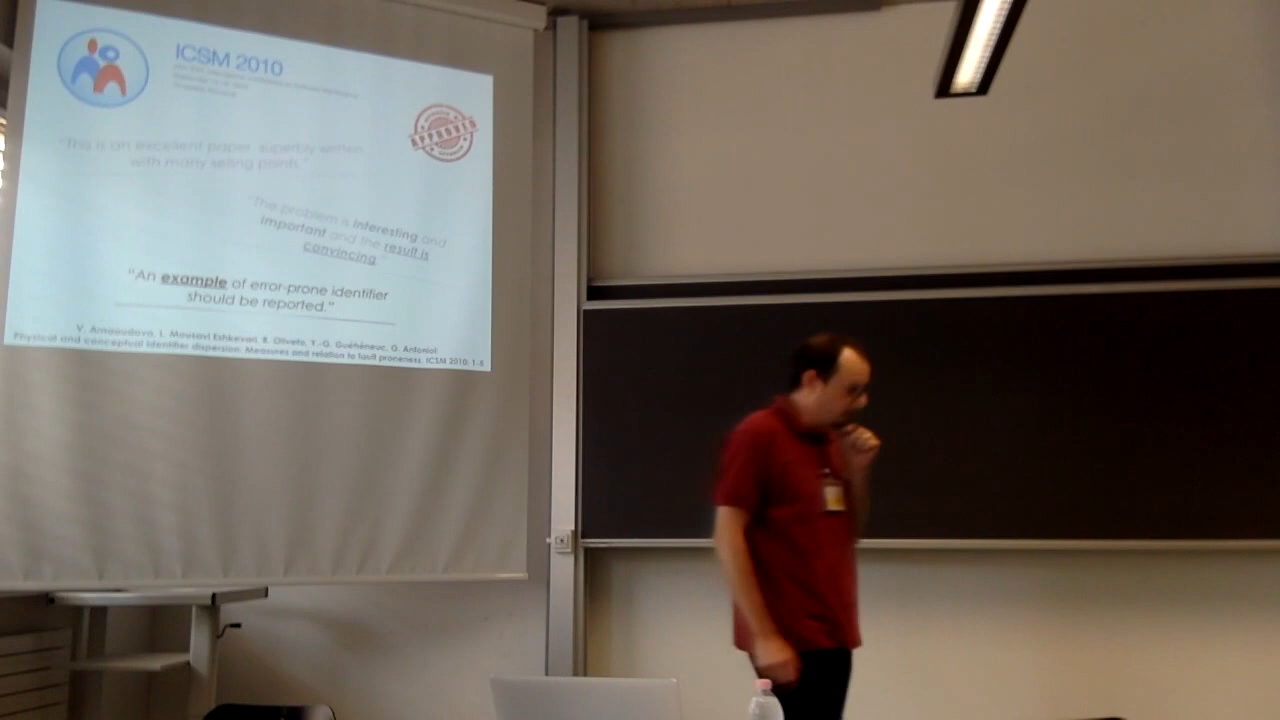 ICSM 2010
APPROVED
"This is an excellent paper, superbly written
with many selling points."
"The problem is interesting and
important and the result is
convincing."
"An example of error-prone identifier
should be reported."
V. Arnaoudova, L. Mousavi Eshkevari, R. Oliveto, Y.-G. Guéhéneuc, G. Antoniol:
Physical and conceptual identifier dispersion: Measures and relation to fault proneness. ICSM 2010: 1-5